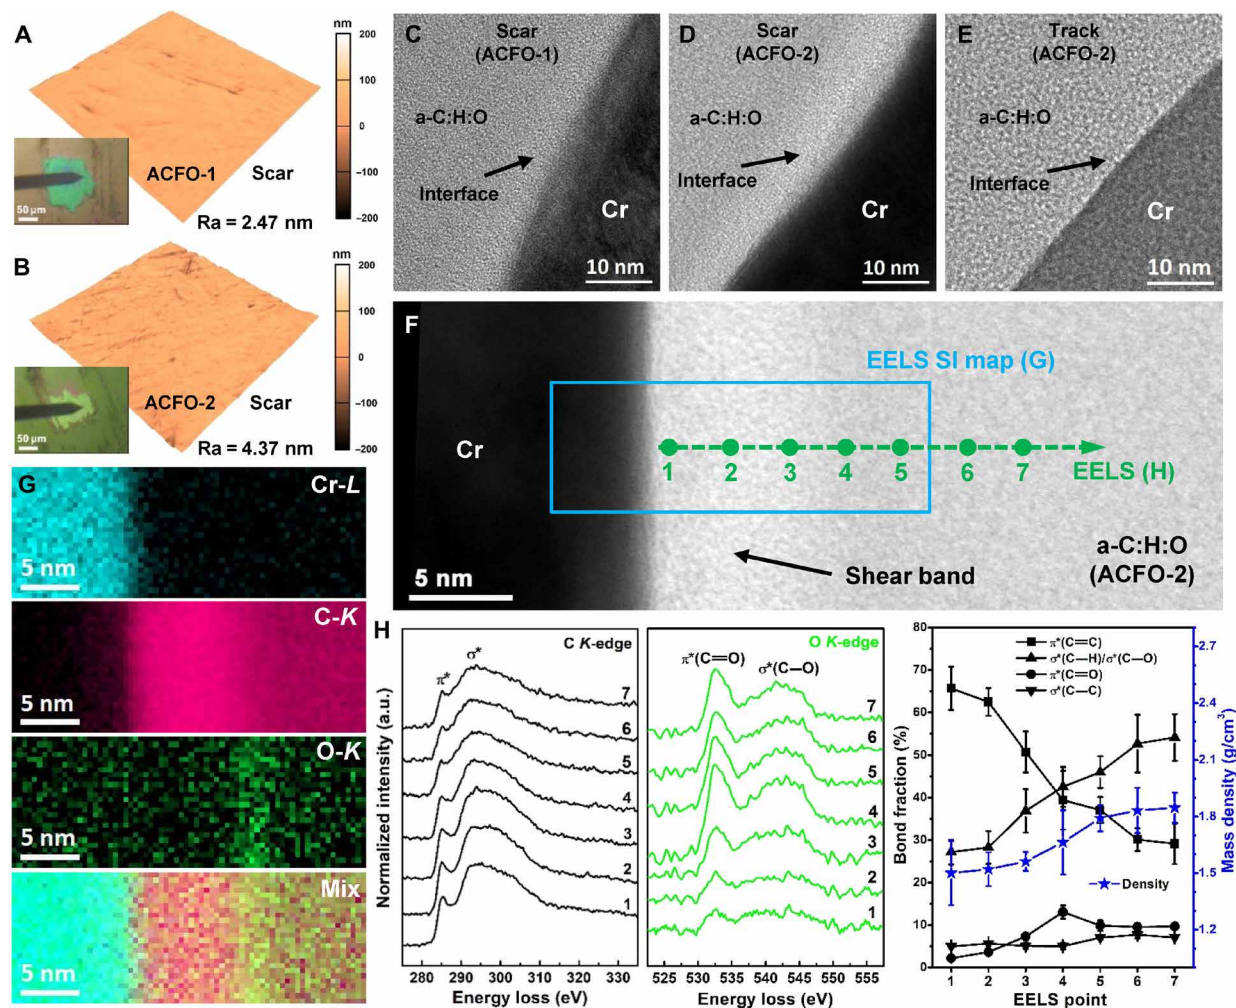 A
nm
200
100
0
–100
–200
50 µm
ACFO-1
Scar
Ra = 2.47 nm
B
nm
200
100
0
–100
–200
50 µm
ACFO-2
Scar
Ra = 4.37 nm
C
Scar
(ACFO-1)
a-C:H:O
Interface
Cr
10 nm
D
Scar
(ACFO-2)
a-C:H:O
Interface
Cr
10 nm
E
Track
(ACFO-2)
a-C:H:O
Interface
Cr
10 nm
F
EELS SI map (G)
Cr
1 2 3 4 5 6 7
EELS (H)
Shear band
a-C:H:O
(ACFO-2)
5 nm
G
Cr-L
5 nm
C-K
5 nm
O-K
5 nm
Mix
5 nm
H
C K-edge
π*
σ*
7
6
5
4
3
2
1
Normalized intensity (a.u.)
275 290 300 310 320 330
Energy loss (eV)
O K-edge
π*(C=O)
σ*(C—O)
7
6
5
4
3
2
1
525 532 540 548 556
Energy loss (eV)
80
70
60
50
40
30
20
10
0
Bond fraction (%)
π*(C=C)
σ*(C—H)/σ*(C—O)
π*(C=O)
σ*(C—C)
Density
2.7
2.4
2.1
1.8
1.5
1.2
Mass density (g/cm³)
1 2 3 4 5 6 7
EELS point